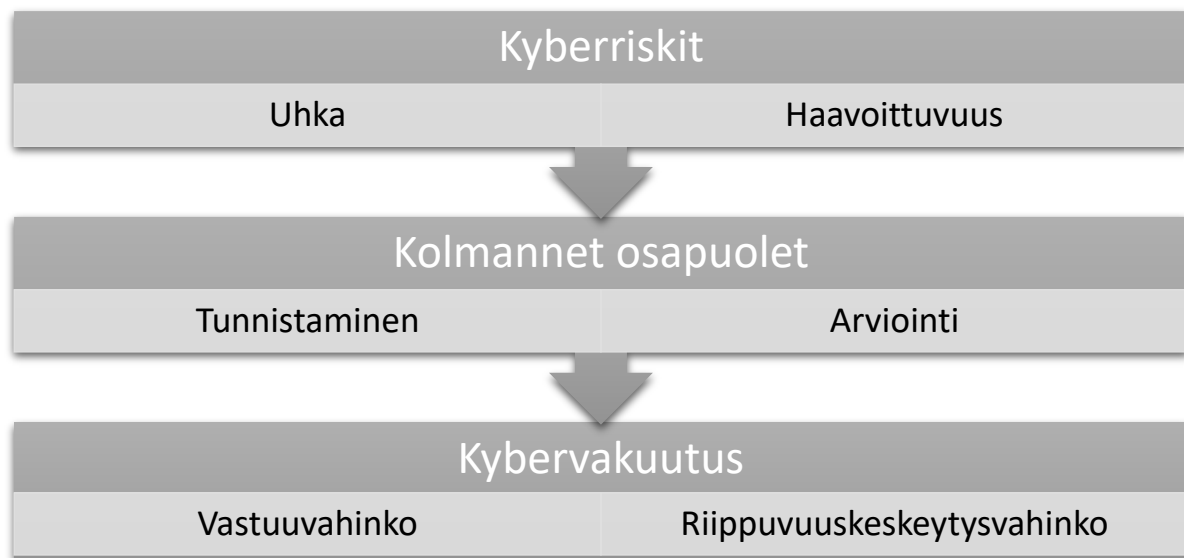 Kyberriskit
Uhka
Haavoittuvuus
Kolmannet osapuolet
Tunnistaminen
Arviointi
Kybervakuutus
Vastuuvahinko
Riippuvuuskeskeytysvahinko